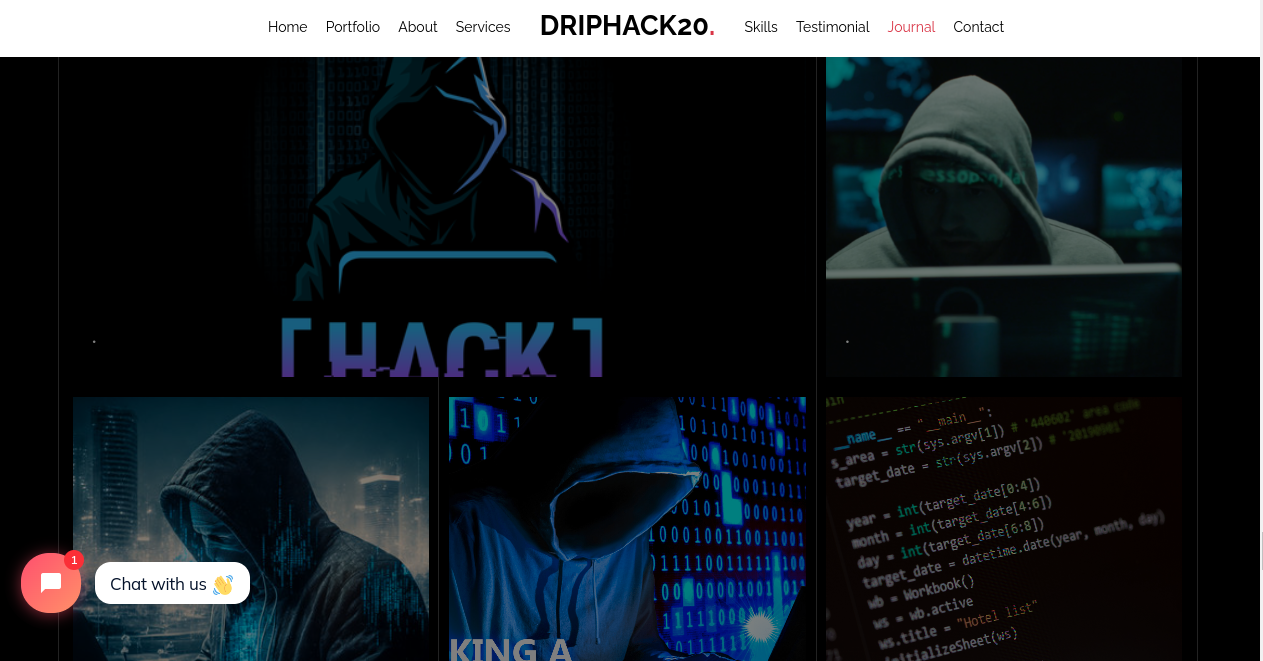 Home Portfolio About Services DRIPHACK20. Skills Testimonial Journal Contact
[HACK]
KING A
__name__ == "__main__":
s_area = str(sys.argv[1]) # '440602' area code
target_date = str(sys.argv[2]) # '20190901'
year = int(target_date[0:4])
month = int(target_date[4:6])
day = int(target_date[6:8])
target_date = datetime.date(year, month, day)
wb = Workbook()
ws = wb.active
ws.title = "Hotel list"
initializeSheet(ws)
1
Chat with us 👋